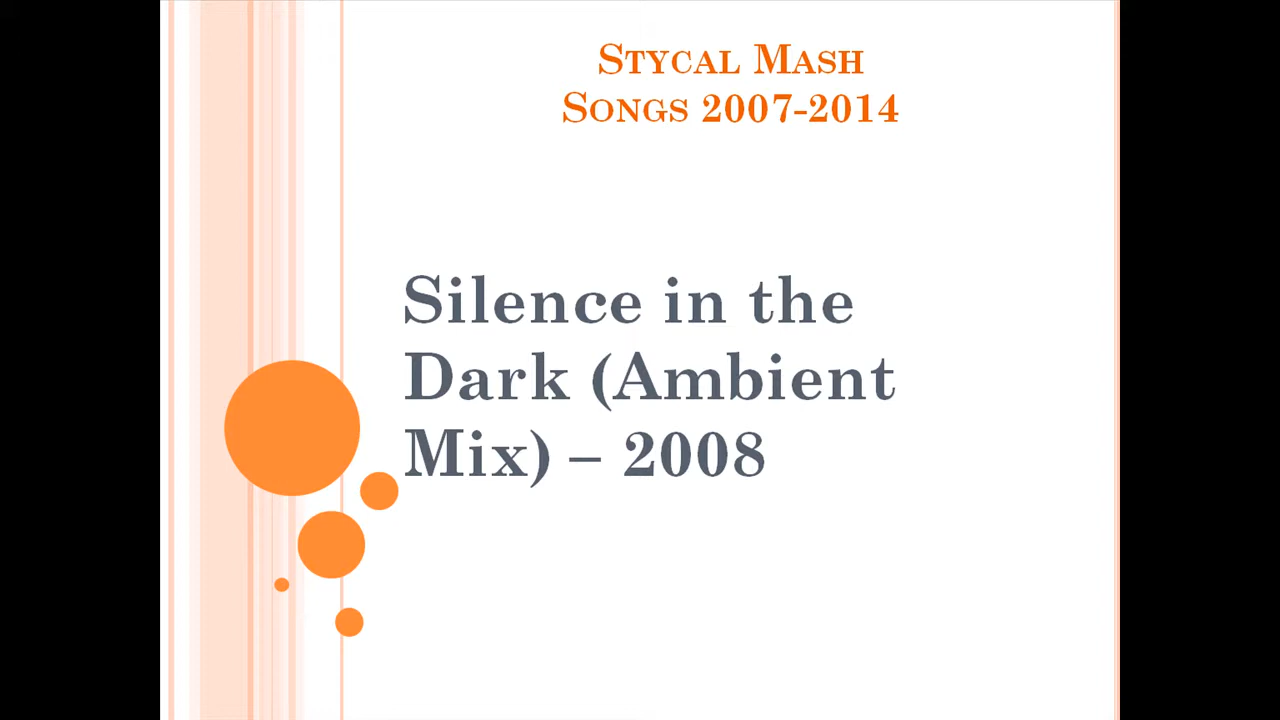 Stycal Mash
Songs 2007-2014
Silence in the
Dark (Ambient
Mix) – 2008